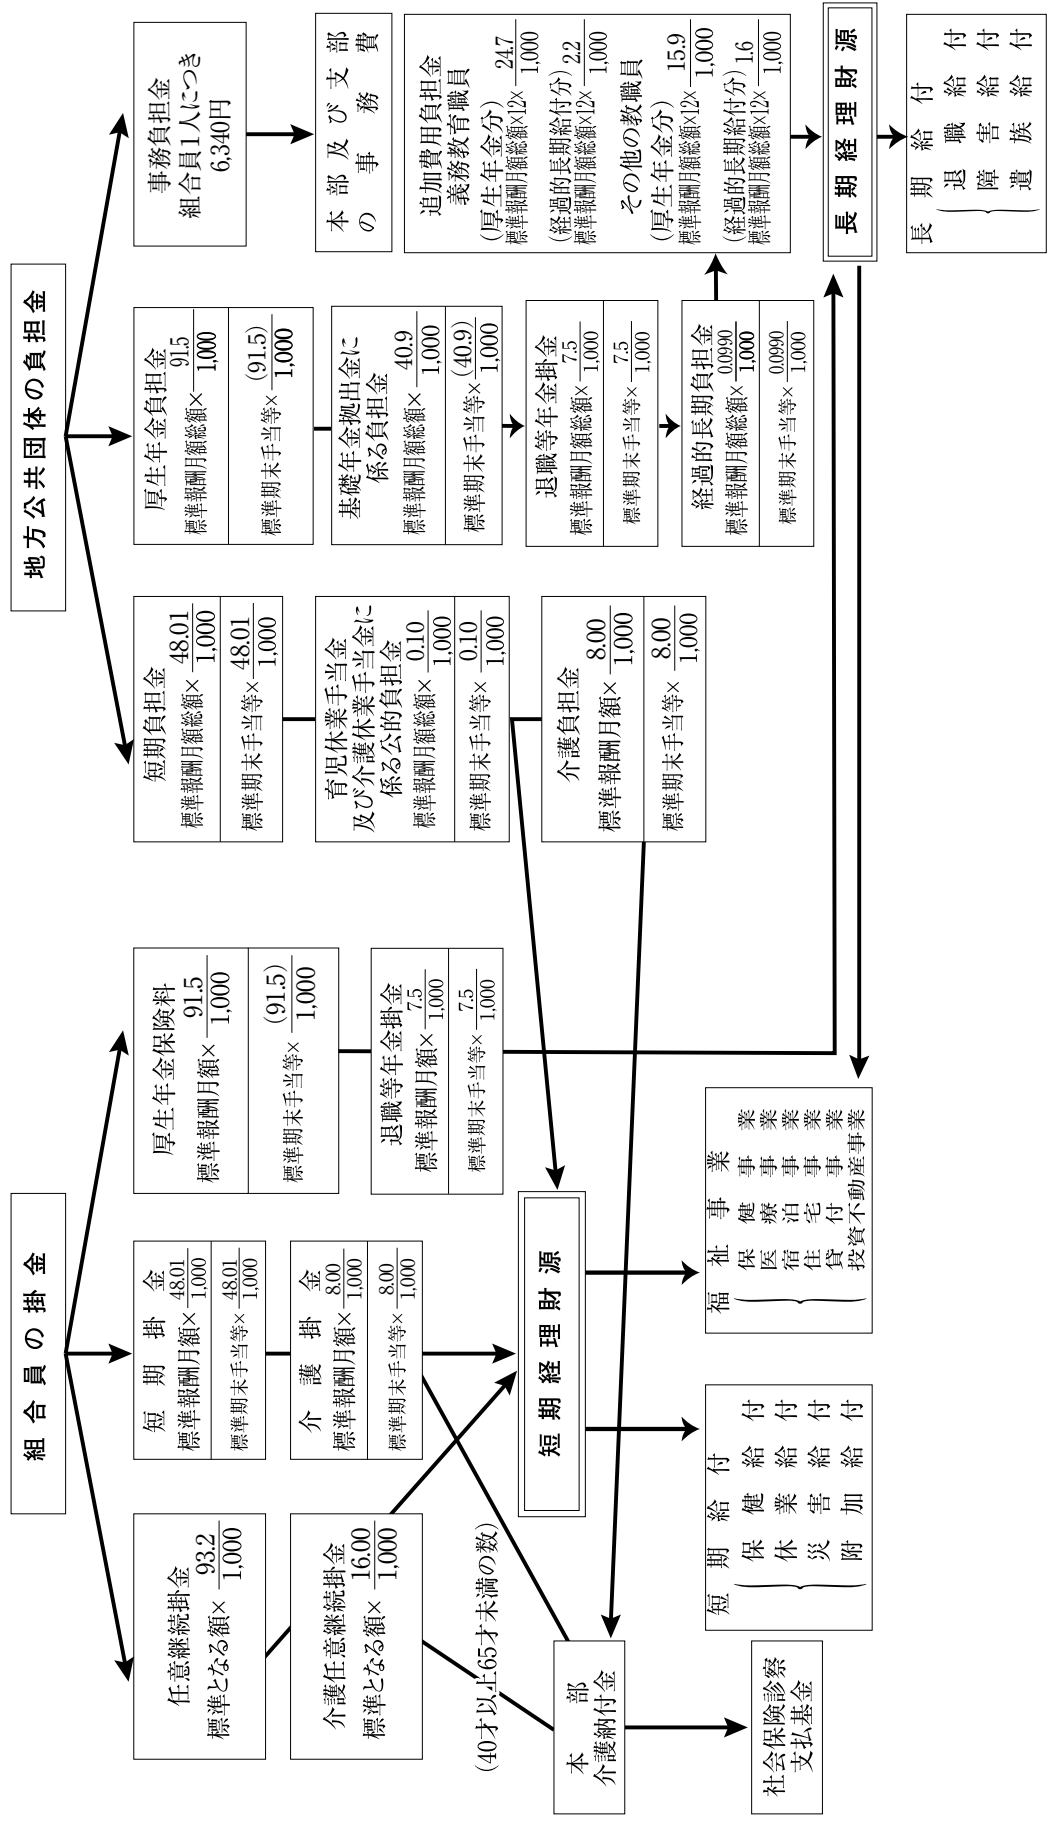 組合員の掛金
任意継続掛金
標準となる額×93.2/1,000
介護任意継続掛金
標準となる額×16.00/1,000
(40才以上65才未満の数)
短期掛金
標準報酬月額×48.01/1,000
標準期末手当等×48.01/1,000
介護掛金
標準報酬月額×8.00/1,000
標準期末手当等×8.00/1,000
厚生年金保険料
標準報酬月額×91.5/1,000
標準期末手当等×(91.5)/1,000
退職等年金掛金
標準報酬月額×7.5/1,000
標準期末手当等×7.5/1,000
地方公共団体の負担金
短期負担金
標準報酬月額総額×48.01/1,000
標準期末手当等×48.01/1,000
育児休業手当金
及び介護休業手当金に
係る公的負担金
標準報酬月額総額×0.10/1,000
標準期末手当等×0.10/1,000
介護負担金
標準報酬月額×8.00/1,000
標準期末手当等×8.00/1,000
厚生年金負担金
標準報酬月額総額×91.5/1,000
標準期末手当等×(91.5)/1,000
基礎年金拠出金に
係る負担金
標準報酬月額総額×40.9/1,000
標準期末手当等×(40.9)/1,000
退職等年金掛金
標準報酬月額総額×7.5/1,000
標準期末手当等×7.5/1,000
経過的長期負担金
標準報酬月額総額×0.0990/1,000
標準期末手当等×0.0990/1,000
事務負担金
組合員1人につき
6,340円
本部及び支部
の事務費
追加費用負担金
義務教育職員
(厚生年金分)
標準報酬月額総額×12×24.7/1,000
(経過的長期給付分)
標準報酬月額総額×12×2.2/1,000
その他の教職員
(厚生年金分)
標準報酬月額総額×12×15.9/1,000
(経過的長期給付分)
標準報酬月額総額×12×1.6/1,000
長期経理財源
長期給付
退職給付
障害給付
遺族給付
短期経理財源
短期給付
保健給付
休業給付
災害給付
附加給付
福祉事業
保健事業
医療事業
宿泊事業
住宅事業
貸付事業
投資不動産事業
本部
介護納付金
社会保険診察
支払基金